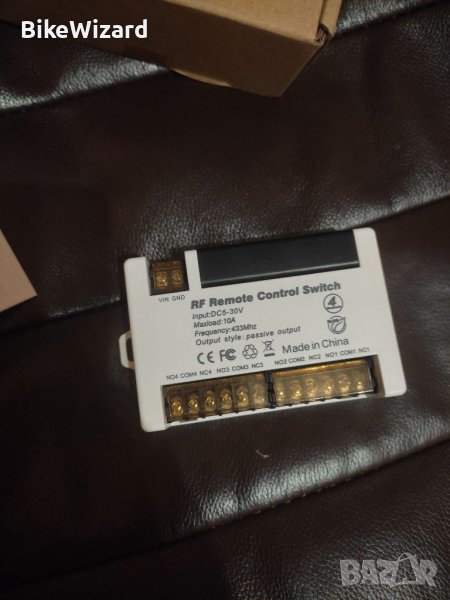 BikeWizard
VIN GND
RF Remote Control Switch
Input:DC5-30V
Maxload:10A
Frequency:433Mhz
Output style: passive output
4
CE FC
Made in China
NO4 COM4 NC4 NO3 COM3 NC3 NO2 COM2 NC2 NO1 COM1 NC1
BAZAR